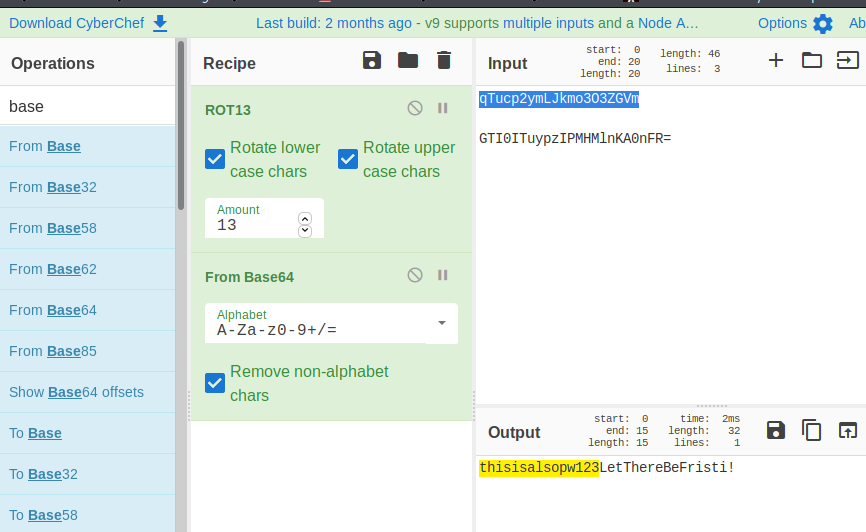 Download CyberChef
Last build: 2 months ago - v9 supports multiple inputs and a Node A...
Options
Ab
Operations
base
From Base
From Base32
From Base58
From Base62
From Base64
From Base85
Show Base64 offsets
To Base
To Base32
To Base58
Recipe
ROT13
Rotate lower case chars
Rotate upper case chars
Amount
13
From Base64
Alphabet
A-Za-z0-9+/=
Remove non-alphabet chars
Input
start: 0
end: 20
length: 20
length: 46
lines: 3
qTucp2ymLJkmo3O3ZGVm
GTI0ITuypzIPMHMlnKA0nFR=
Output
start: 0
end: 15
length: 15
time: 2ms
length: 32
lines: 1
thisisalsopw123LetThereBeFristi!